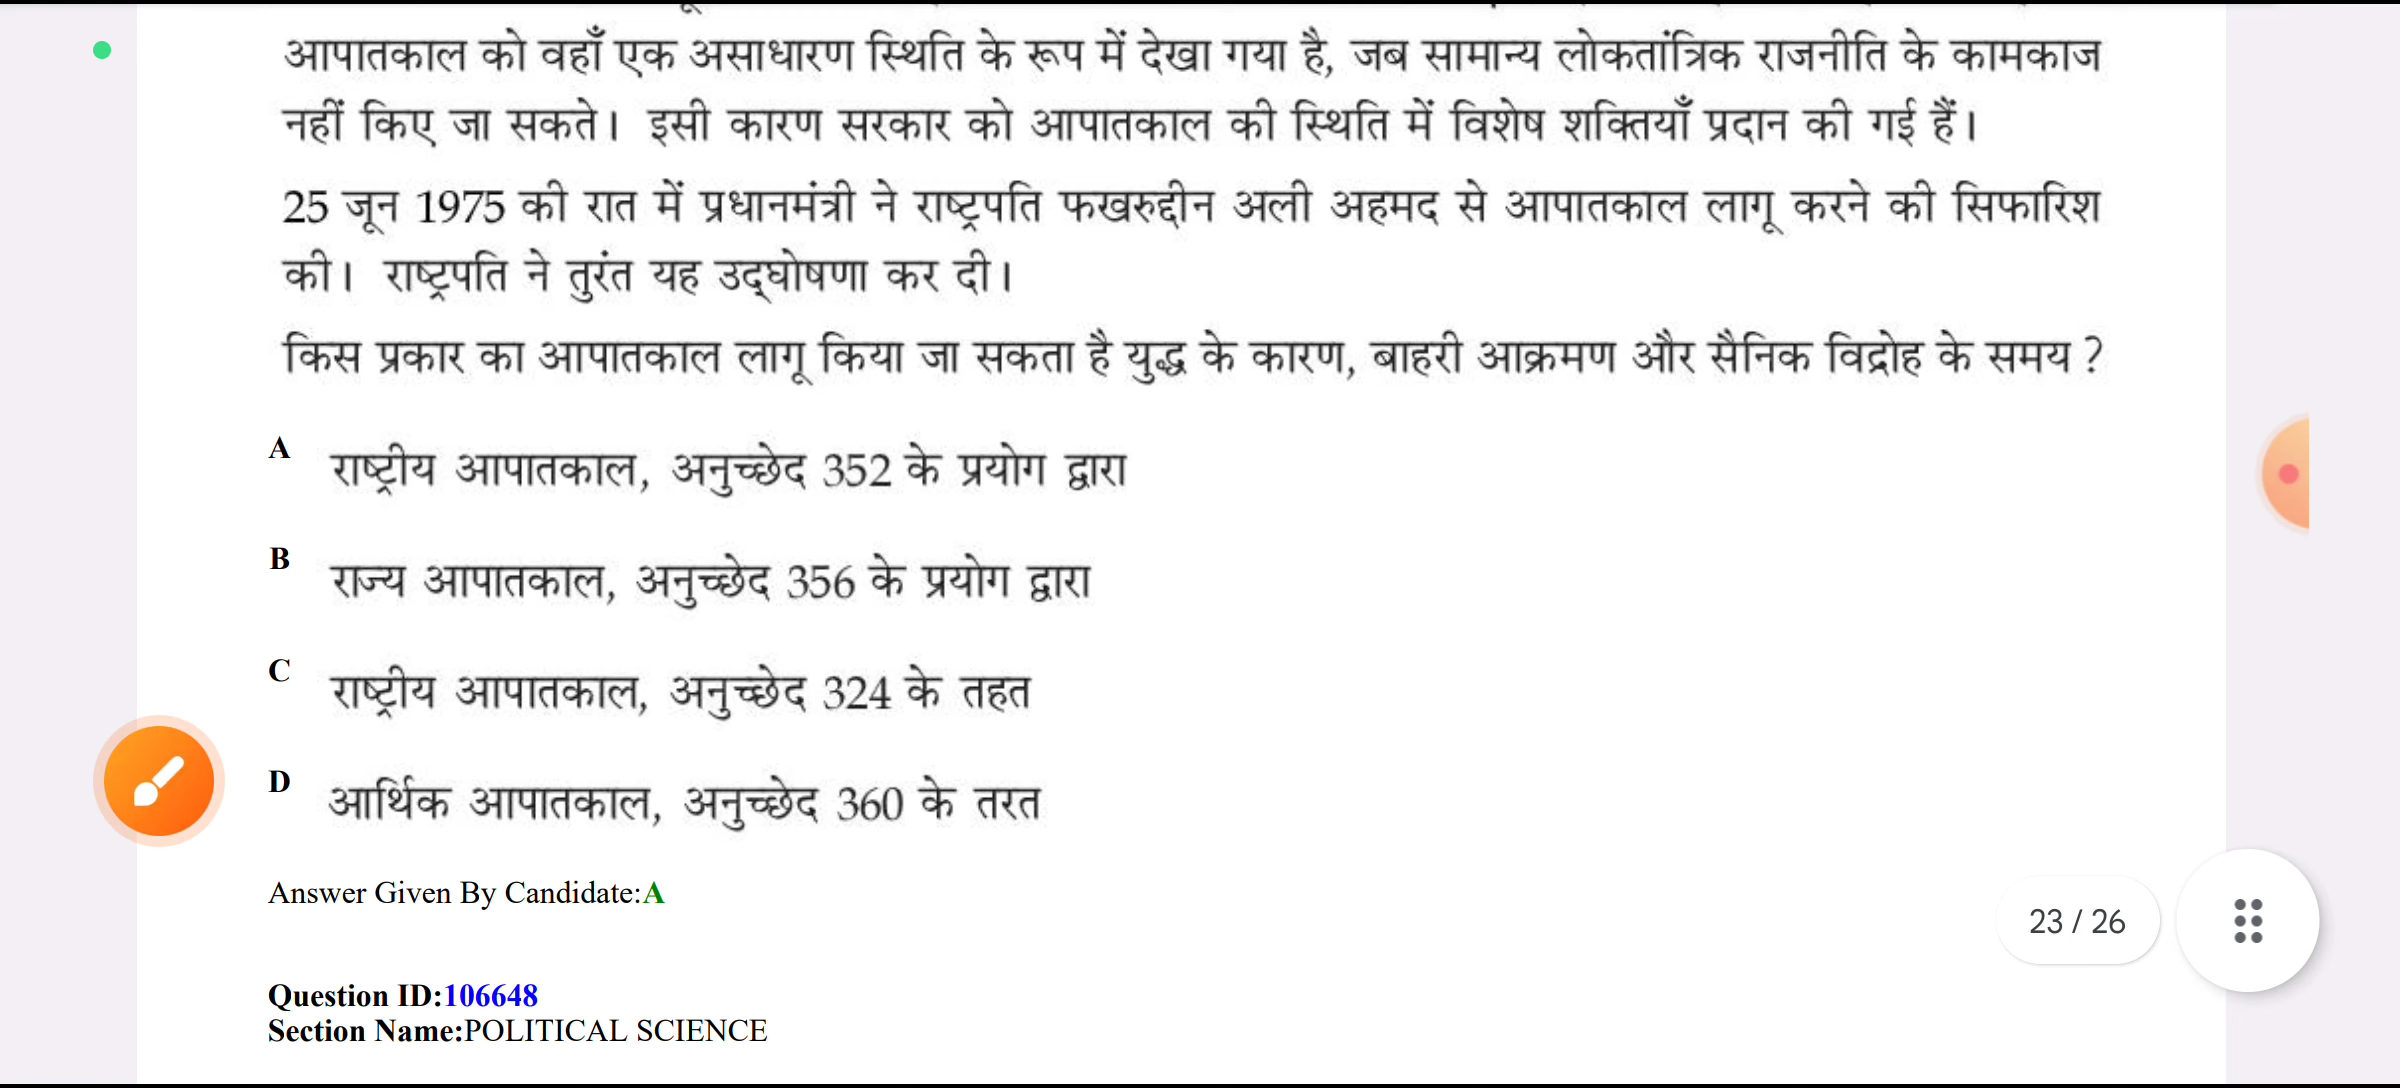 आपातकाल को वहाँ एक असाधारण स्थिति के रूप में देखा गया है, जब सामान्य लोकतांत्रिक राजनीति के कामकाज
नहीं किए जा सकते। इसी कारण सरकार को आपातकाल की स्थिति में विशेष शक्तियाँ प्रदान की गई हैं।
25 जून 1975 की रात में प्रधानमंत्री ने राष्ट्रपति फखरुद्दीन अली अहमद से आपातकाल लागू करने की सिफारिश
की। राष्ट्रपति ने तुरंत यह उद्घोषणा कर दी।
किस प्रकार का आपातकाल लागू किया जा सकता है युद्ध के कारण, बाहरी आक्रमण और सैनिक विद्रोह के समय ?
A राष्ट्रीय आपातकाल, अनुच्छेद 352 के प्रयोग द्वारा
B राज्य आपातकाल, अनुच्छेद 356 के प्रयोग द्वारा
C राष्ट्रीय आपातकाल, अनुच्छेद 324 के तहत
D आर्थिक आपातकाल, अनुच्छेद 360 के तरत
Answer Given By Candidate:A
23 / 26
Question ID:106648
Section Name:POLITICAL SCIENCE